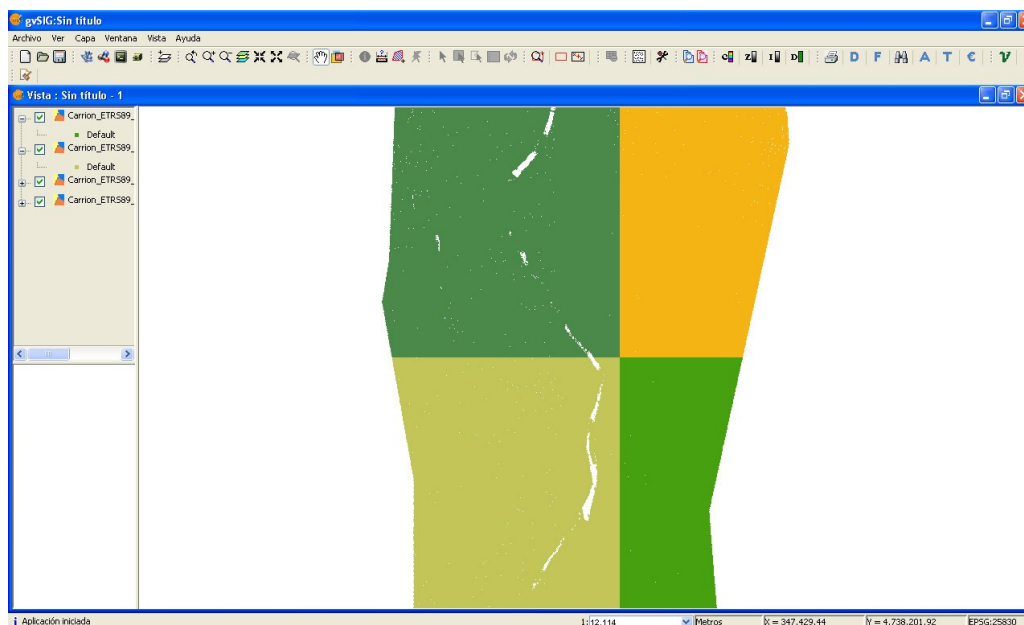 gvSIG:Sin título
Archivo Ver Capa Ventana Vista Ayuda
Z I D D F A T €
Vista : Sin título - 1
Carrion_ETRS89_
Default
Carrion_ETRS89_
Default
Carrion_ETRS89_
Carrion_ETRS89_
Aplicación iniciada 1:12.114 Metros X = 347.429,44 Y = 4.738.201,92 EPSG:25830